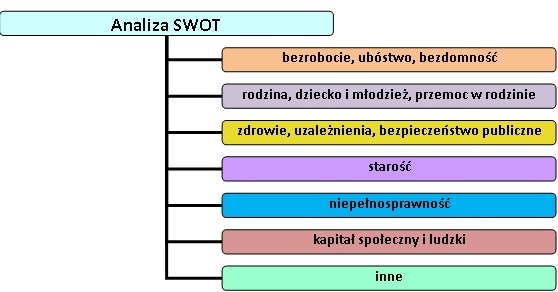 Analiza SWOT
bezrobocie, ubóstwo, bezdomność
rodzina, dziecko i młodzież, przemoc w rodzinie
zdrowie, uzależnienia, bezpieczeństwo publiczne
starość
niepełnosprawność
kapitał społeczny i ludzki
inne